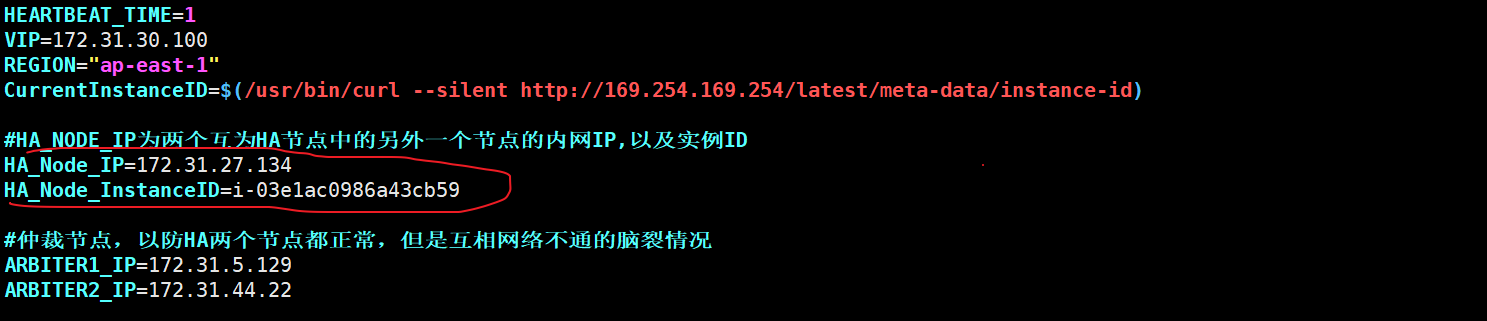 HEARTBEAT_TIME=1
VIP=172.31.30.100
REGION="ap-east-1"
CurrentInstanceID=$(/usr/bin/curl --silent http://169.254.169.254/latest/meta-data/instance-id)
#HA_NODE_IP为两个互为HA节点中的另外一个节点的内网IP,以及实例ID
HA_Node_IP=172.31.27.134
HA_Node_InstanceID=i-03e1ac0986a43cb59
#仲裁节点，以防HA两个节点都正常，但是互相网络不通的脑裂情况
ARBITER1_IP=172.31.5.129
ARBITER2_IP=172.31.44.22